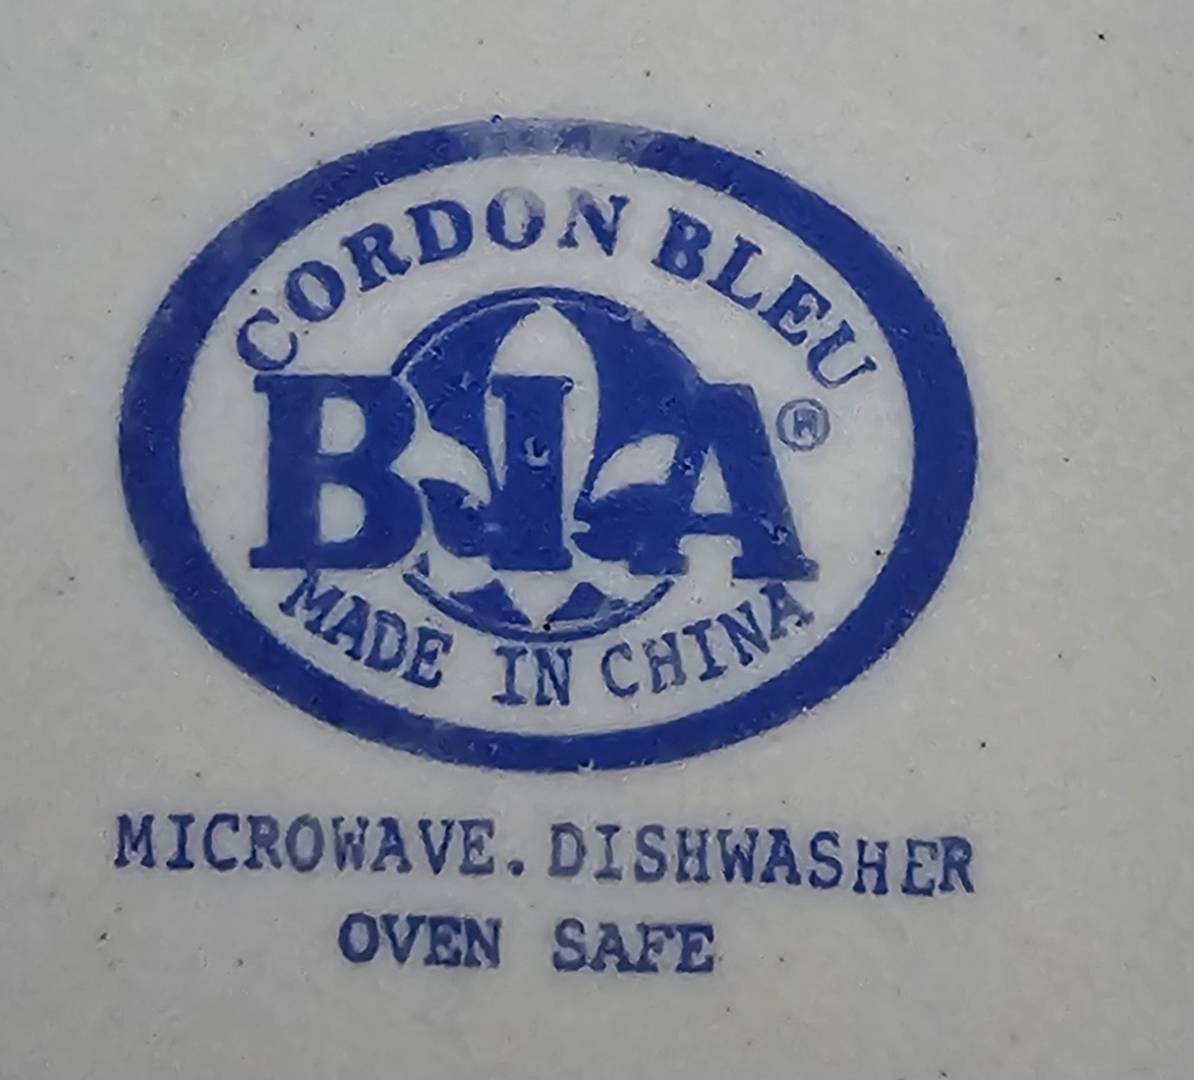 CORDON BLEU
BIA®
MADE IN CHINA
MICROWAVE. DISHWASHER
OVEN SAFE